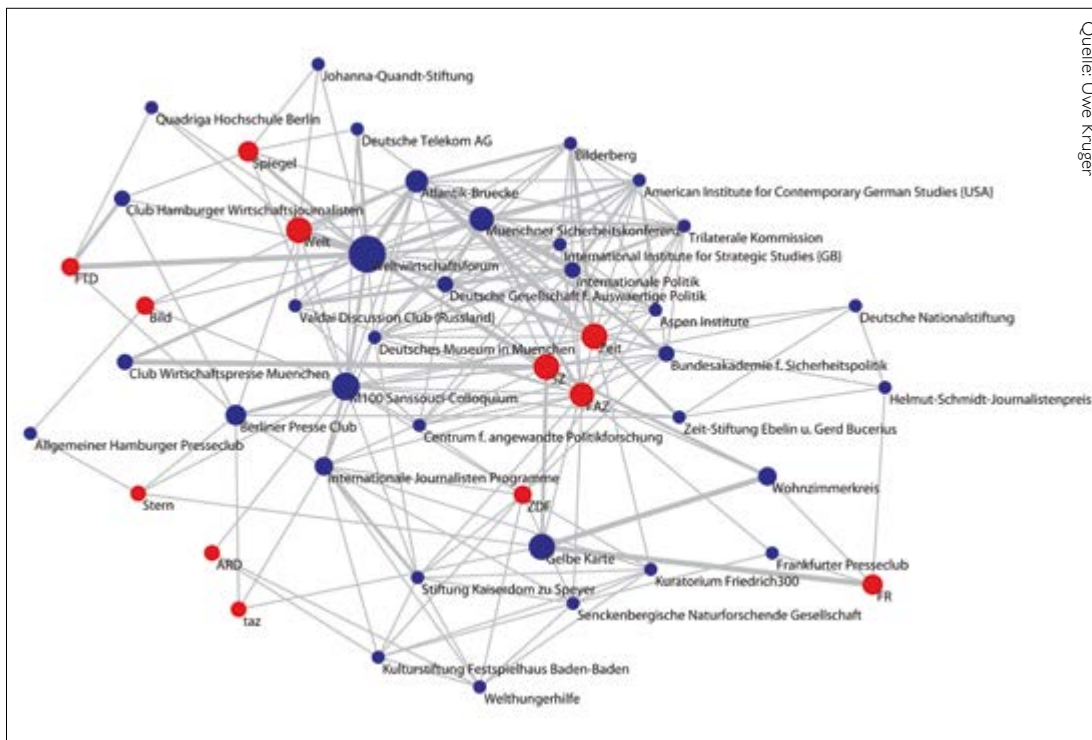 Quelle: Uwe Krüger
Johanna-Quandt-Stiftung
Quadriga Hochschule Berlin
Deutsche Telekom AG
Spiegel
Bilderberg
Atlantik-Bruecke
American Institute for Contemporary German Studies (USA)
Club Hamburger Wirtschaftsjournalisten
Muenchner Sicherheitskonferenz
Trilaterale Kommission
Welt
International Institute for Strategic Studies (GB)
Weltwirtschaftsforum
FTD
Internationale Politik
Deutsche Gesellschaft f. Auswaertige Politik
Bild
Valdai Discussion Club (Russland)
Aspen Institute
Deutsche Nationalstiftung
Deutsches Museum in Muenchen
Zeit
Club Wirtschaftspresse Muenchen
Bundesakademie f. Sicherheitspolitik
SZ
M100 Sanssouci-Colloquium
Helmut-Schmidt-Journalistenpreis
FAZ
Berliner Presse Club
Zeit-Stiftung Ebelin u. Gerd Bucerius
Centrum f. angewandte Politikforschung
Allgemeiner Hamburger Presseclub
Internationale Journalisten Programme
Wohnzimmerkreis
Stern
ZDF
Gelbe Karte
ARD
Frankfurter Presseclub
Kuratorium Friedrich300
Stiftung Kaiserdom zu Speyer
FR
Senckenbergische Naturforschende Gesellschaft
taz
Kulturstiftung Festspielhaus Baden-Baden
Welthungerhilfe